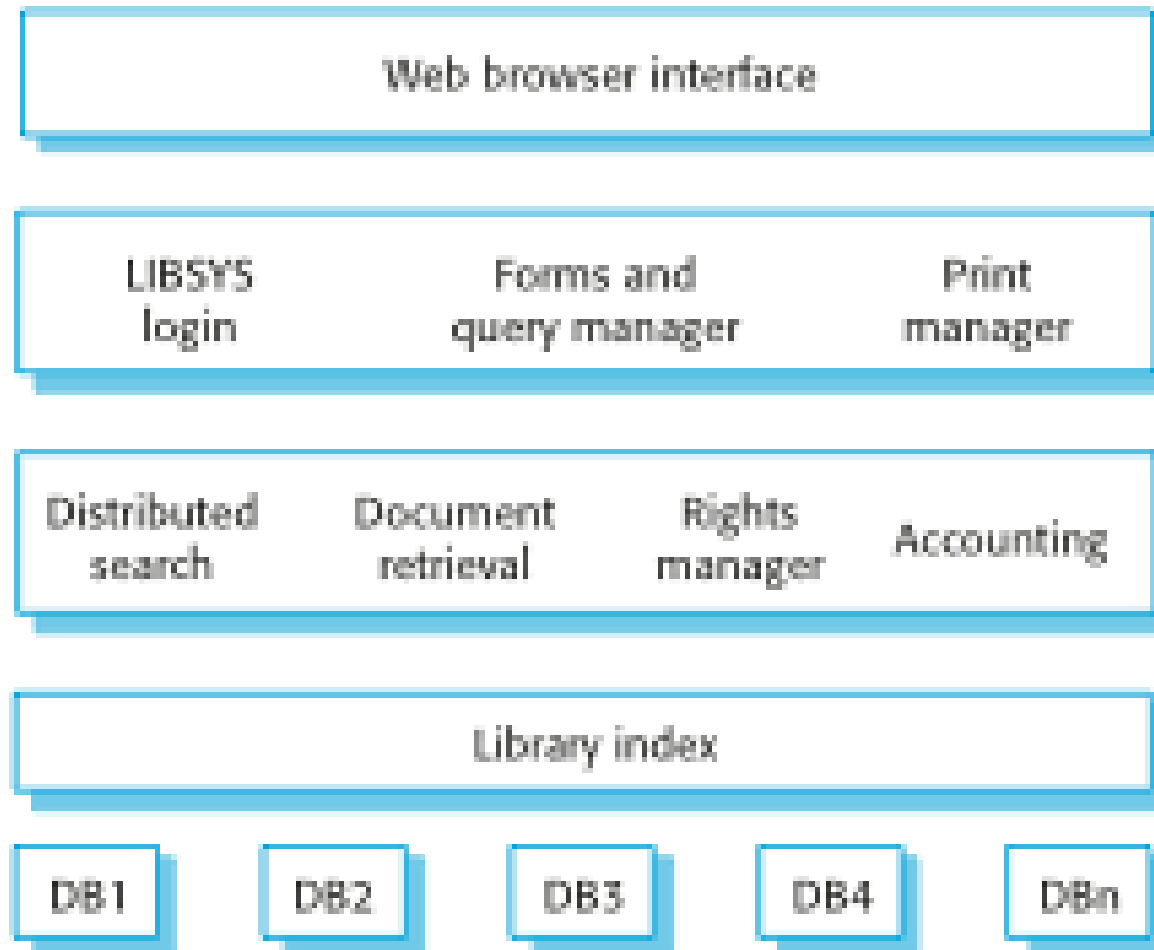 Web browser interface
LIBSYS
login
Forms and
query manager
Print
manager
Distributed
search
Document
retrieval
Rights
manager
Accounting
Library index
DB1
DB2
DB3
DB4
DBn